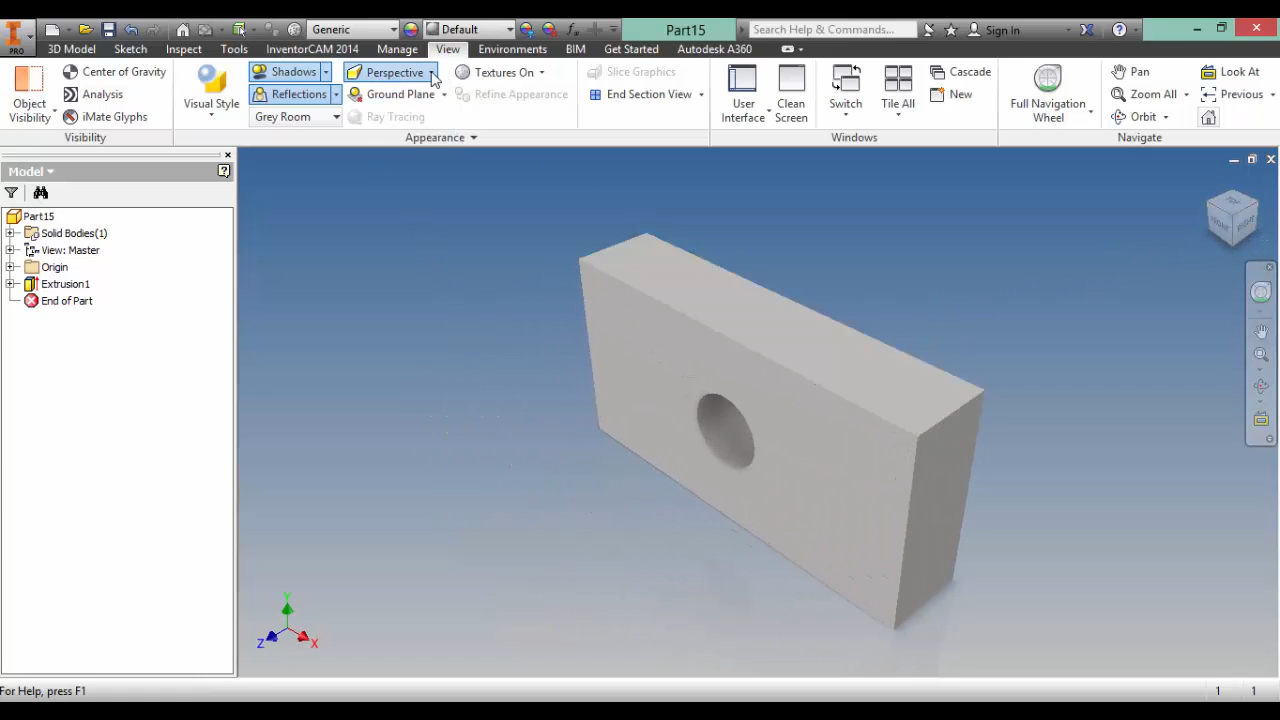 PRO
Generic
Default
Part15
Search Help & Commands...
Sign In
3D Model
Sketch
Inspect
Tools
InventorCAM 2014
Manage
View
Environments
BIM
Get Started
Autodesk A360
Object
Visibility
Center of Gravity
Analysis
iMate Glyphs
Visibility
Visual Style
Shadows
Reflections
Grey Room
Perspective
Ground Plane
Ray Tracing
Textures On
Refine Appearance
Appearance
Slice Graphics
End Section View
User
Interface
Clean
Screen
Switch
Tile All
Cascade
New
Windows
Full Navigation
Wheel
Pan
Zoom All
Orbit
Look At
Previous
Navigate
Model
Part15
Solid Bodies(1)
View: Master
Origin
Extrusion1
End of Part
Y
Z
X
For Help, press F1
1
1